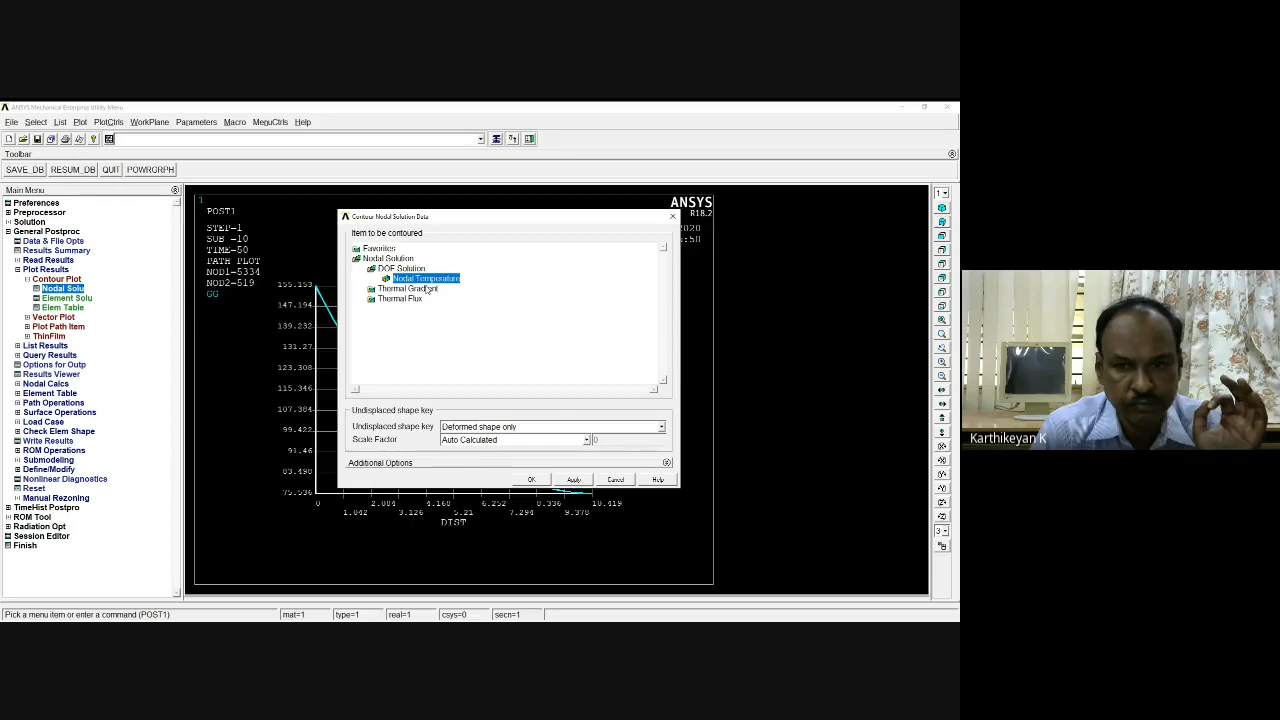 ANSYS Mechanical Enterprise Utility Menu
File Select List Plot PlotCtrls WorkPlane Parameters Macro MenuCtrls Help
Toolbar
SAVE_DB RESUM_DB QUIT POWRGRPH
Main Menu
Preferences
Preprocessor
Solution
General Postproc
Data & File Opts
Results Summary
Read Results
Plot Results
Contour Plot
Nodal Solu
Element Solu
Elem Table
Vector Plot
Plot Path Item
ThinFilm
List Results
Query Results
Options for Outp
Results Viewer
Nodal Calcs
Element Table
Path Operations
Surface Operations
Load Case
Check Elem Shape
Write Results
ROM Operations
Submodeling
Define/Modify
Nonlinear Diagnostics
Reset
Manual Rezoning
TimeHist Postpro
ROM Tool
Radiation Opt
Session Editor
Finish
1
POST1
STEP=1
SUB =10
TIME=50
PATH PLOT
NOD1=5334
NOD2=519
GG
ANSYS
R18.2
2020
:58
155.153
147.194
139.232
131.27
123.308
115.346
107.384
99.422
91.46
83.498
75.536
0 2.084 4.168 6.252 8.336 10.419
1.042 3.126 5.21 7.294 9.378
DIST
Contour Nodal Solution Data
Item to be contoured
Favorites
Nodal Solution
DOF Solution
Nodal Temperature
Thermal Gradient
Thermal Flux
Undisplaced shape key
Undisplaced shape key Deformed shape only
Scale Factor Auto Calculated 0
Additional Options
OK Apply Cancel Help
1
3
Pick a menu item or enter a command (POST1) mat=1 type=1 real=1 csys=0 secn=1
Karthikeyan K